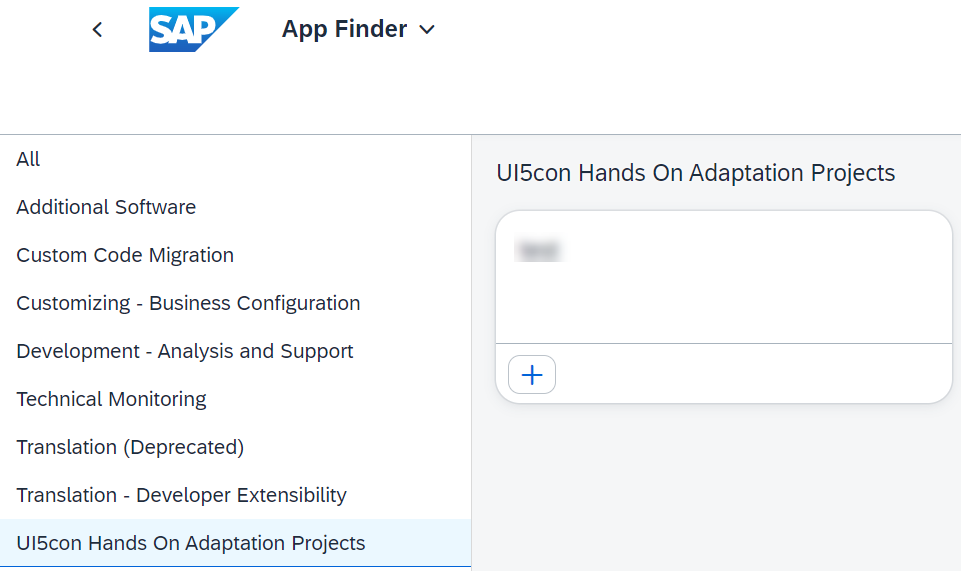 SAP
App Finder
All
Additional Software
Custom Code Migration
Customizing - Business Configuration
Development - Analysis and Support
Technical Monitoring
Translation (Deprecated)
Translation - Developer Extensibility
UI5con Hands On Adaptation Projects
UI5con Hands On Adaptation Projects